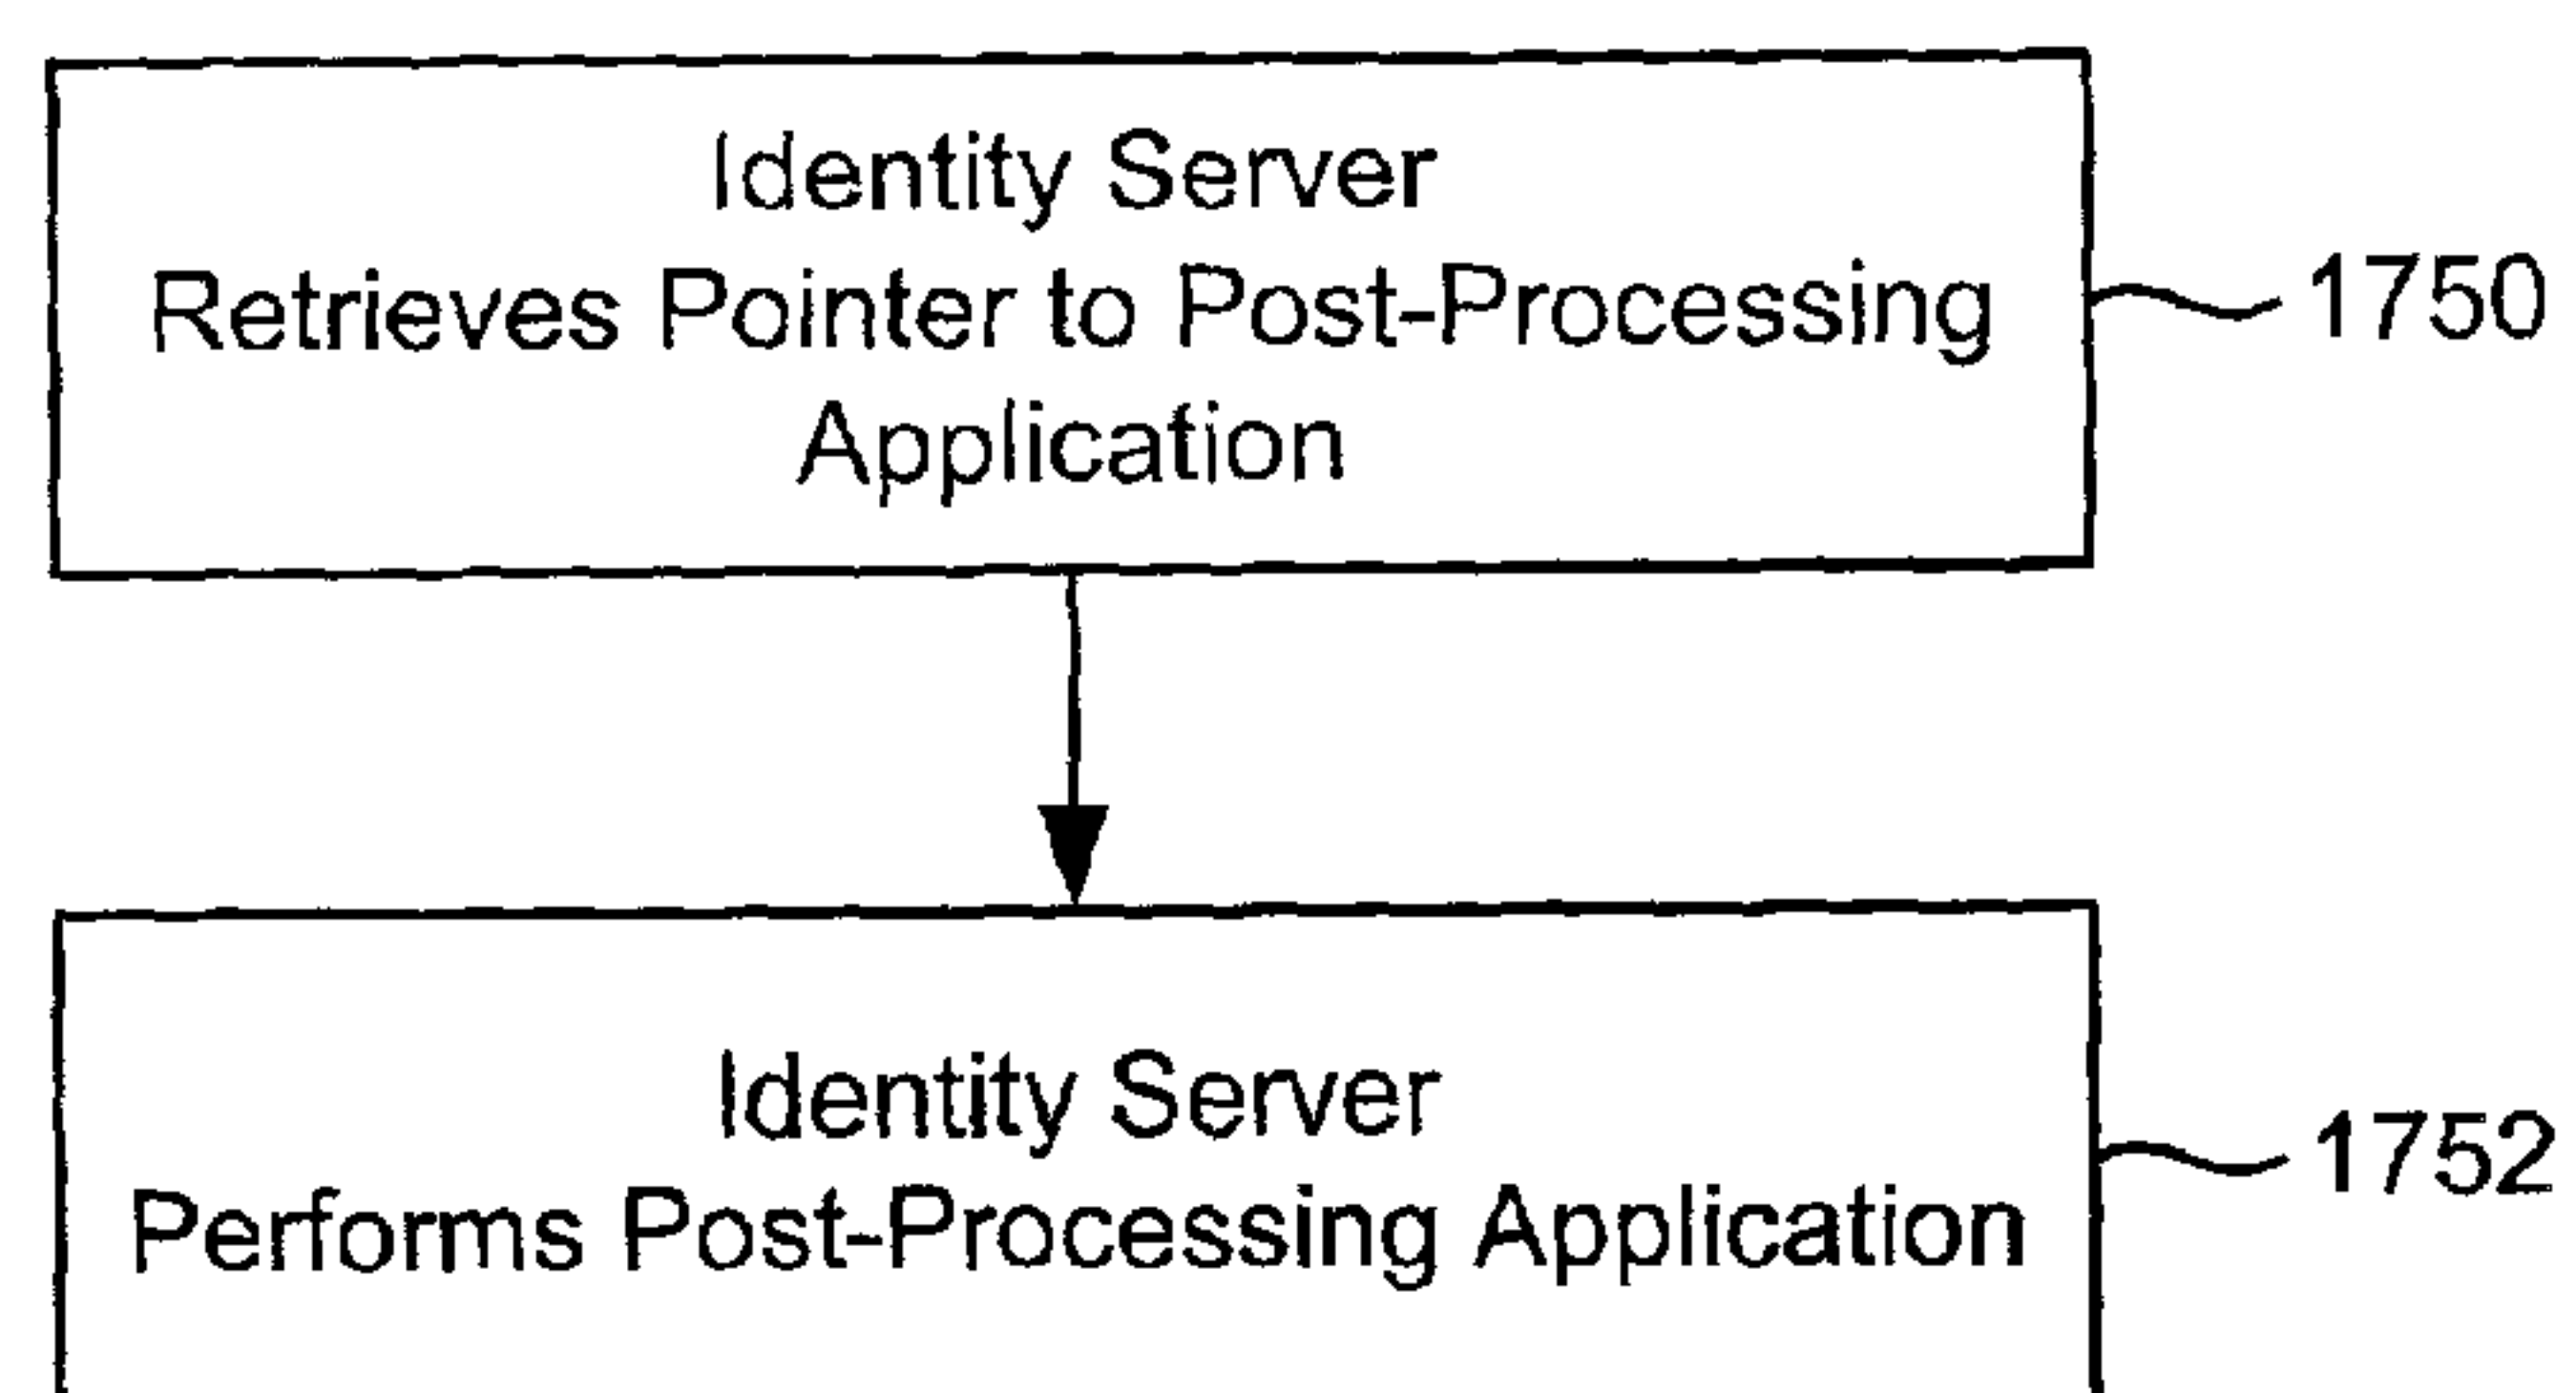 Identity Server
Retrieves Pointer to Post-Processing
Application
1750
Identity Server
Performs Post-Processing Application
1752